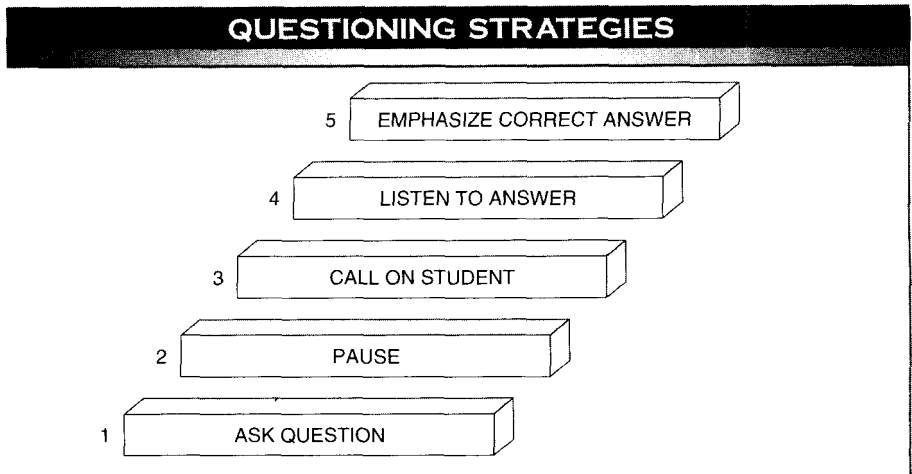 QUESTIONING STRATEGIES
5 EMPHASIZE CORRECT ANSWER
4 LISTEN TO ANSWER
3 CALL ON STUDENT
2 PAUSE
1 ASK QUESTION